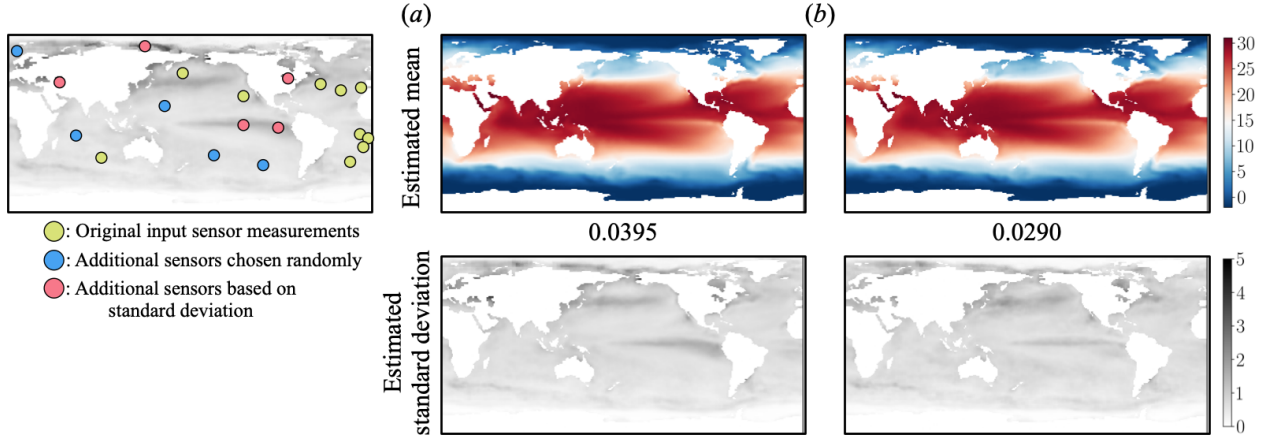 (a)
(b)
Estimated mean
30
25
20
15
10
5
0
: Original input sensor measurements
: Additional sensors chosen randomly
: Additional sensors based on
standard deviation
0.0395
0.0290
Estimated
standard deviation
5
4
3
2
1
0